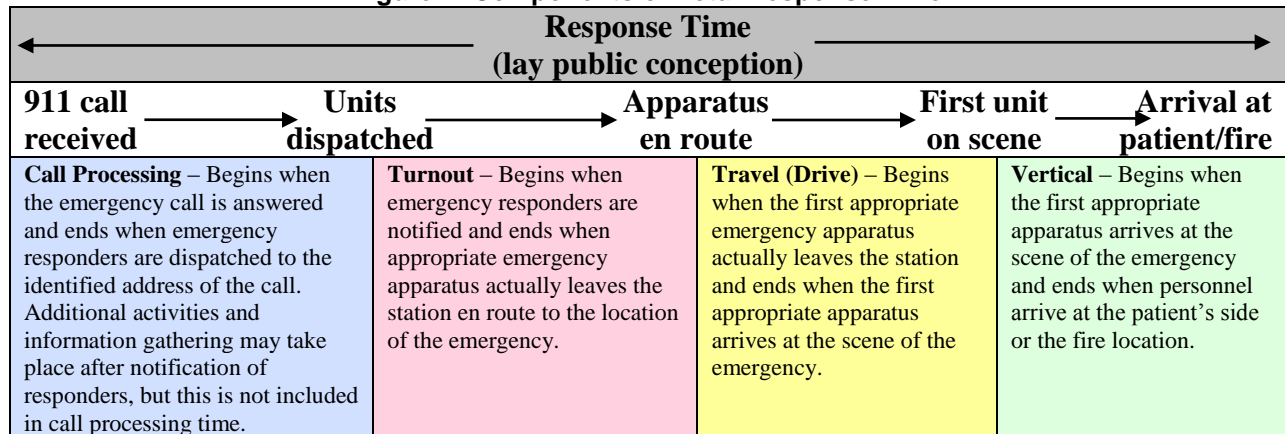 Response Time
(lay public conception)
911 call
received
Units
dispatched
Apparatus
en route
First unit
on scene
Arrival at
patient/fire
Call Processing – Begins when
the emergency call is answered
and ends when emergency
responders are dispatched to the
identified address of the call.
Additional activities and
information gathering may take
place after notification of
responders, but this is not included
in call processing time.
Turnout – Begins when
emergency responders are
notified and ends when
appropriate emergency
apparatus actually leaves the
station en route to the location
of the emergency.
Travel (Drive) – Begins
when the first appropriate
emergency apparatus
actually leaves the station
and ends when the first
appropriate apparatus
arrives at the scene of the
emergency.
Vertical – Begins when
the first appropriate
apparatus arrives at the
scene of the emergency
and ends when personnel
arrive at the patient’s side
or the fire location.